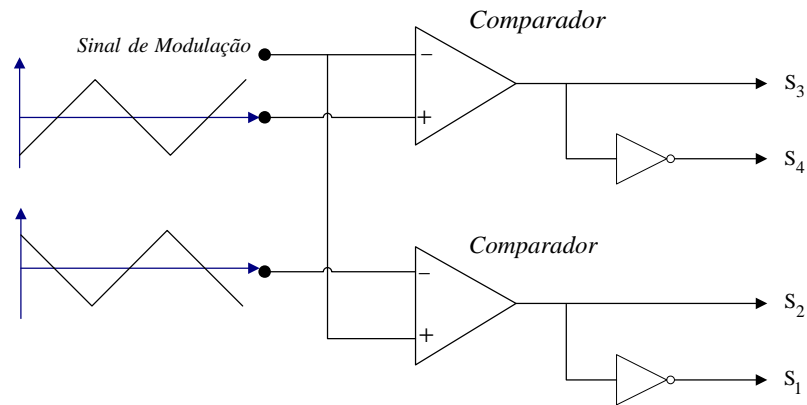 Comparador
Sinal de Modulação
−
+
S3
S4
Comparador
−
+
S2
S1